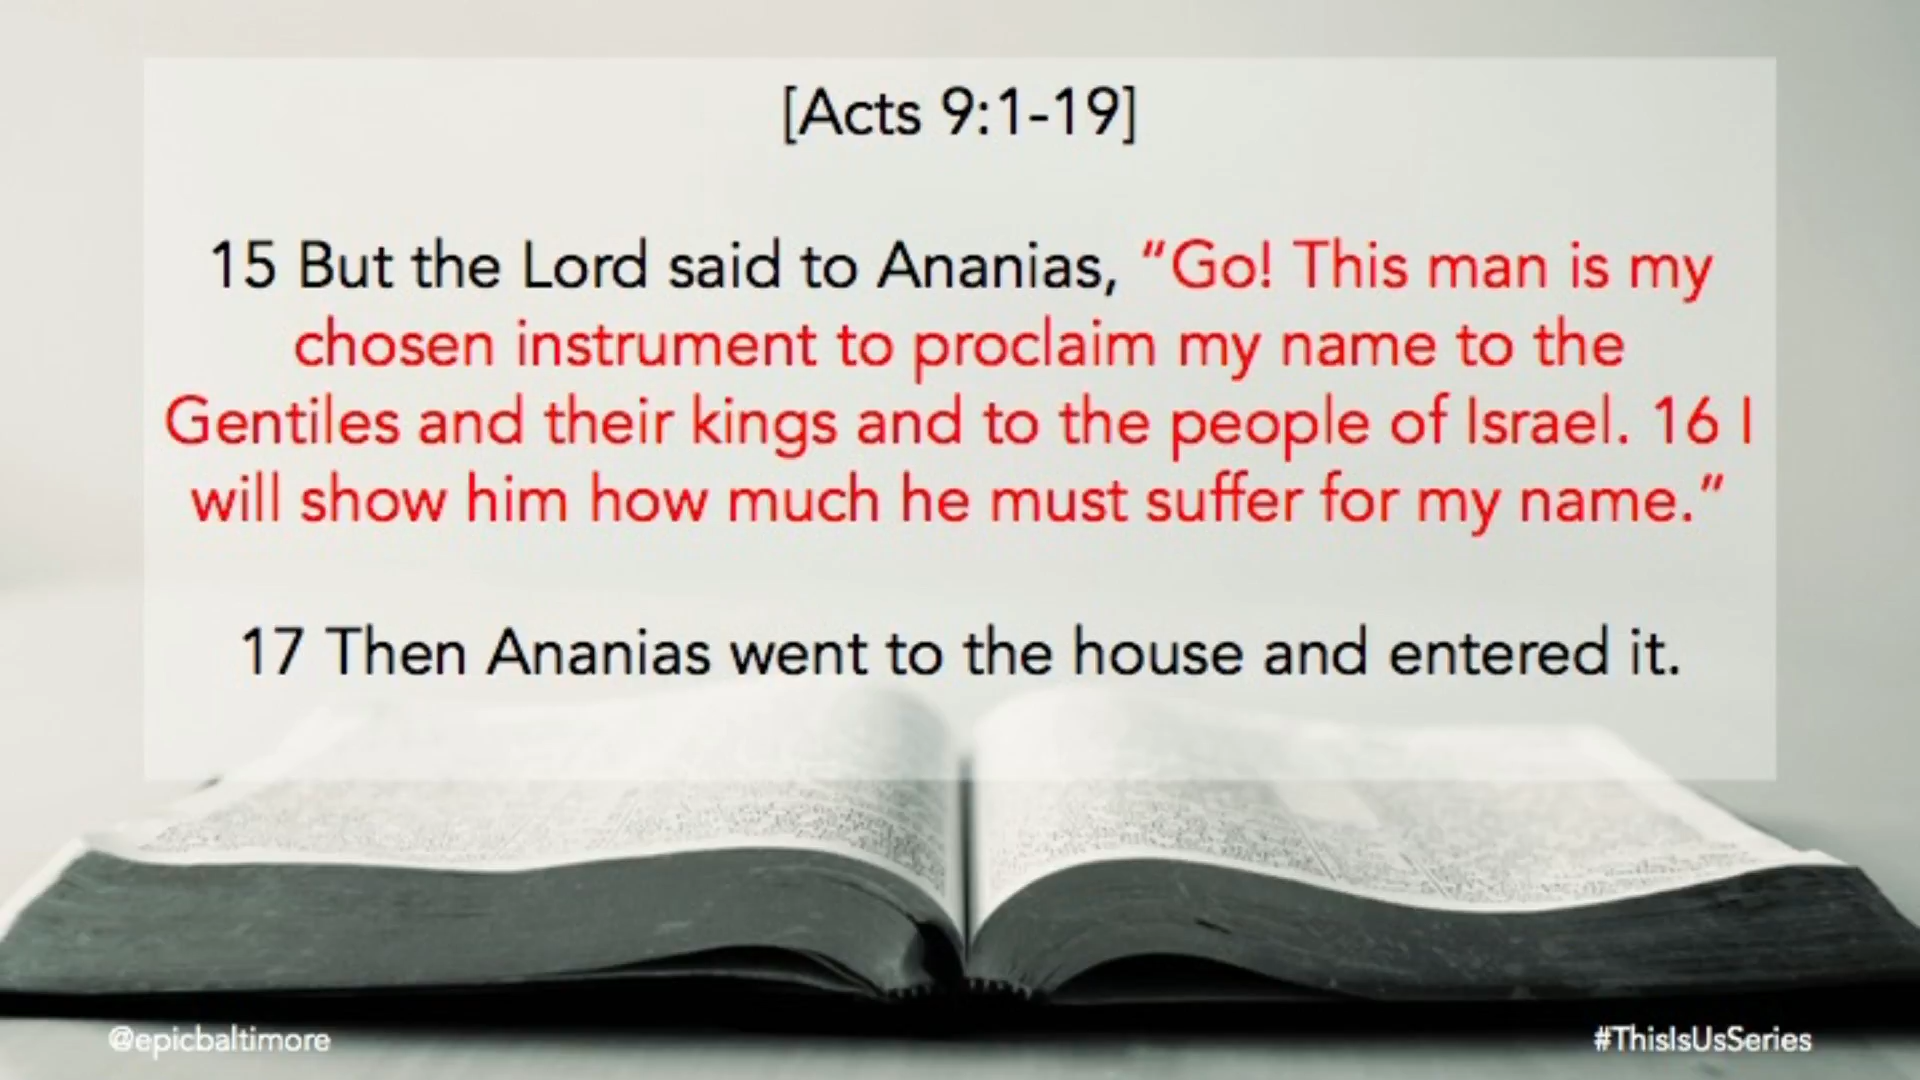 [Acts 9:1-19]
15 But the Lord said to Ananias, “Go! This man is my
chosen instrument to proclaim my name to the
Gentiles and their kings and to the people of Israel. 16 I
will show him how much he must suffer for my name.”
17 Then Ananias went to the house and entered it.
@epicbaltimore
#ThisIsUsSeries